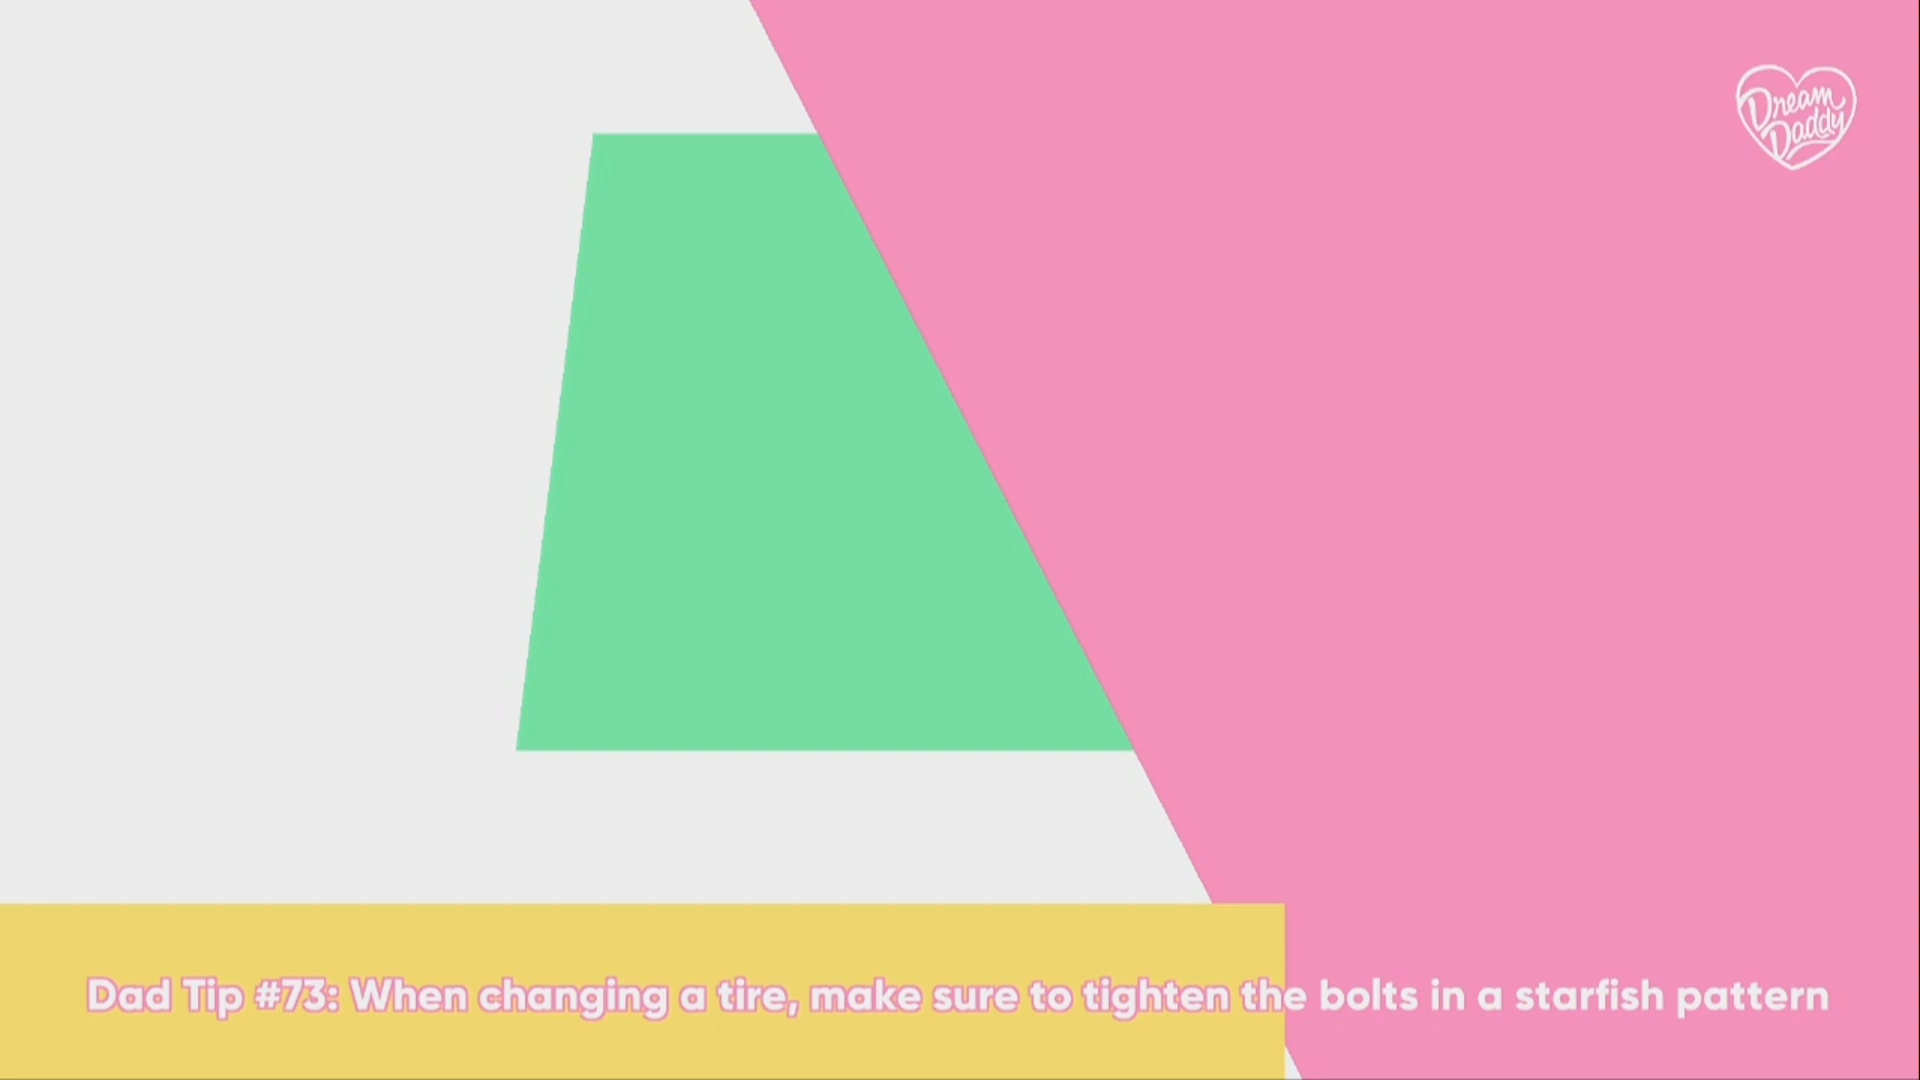 Dream
Daddy
Dad Tip #73: When changing a tire, make sure to tighten the bolts in a starfish pattern